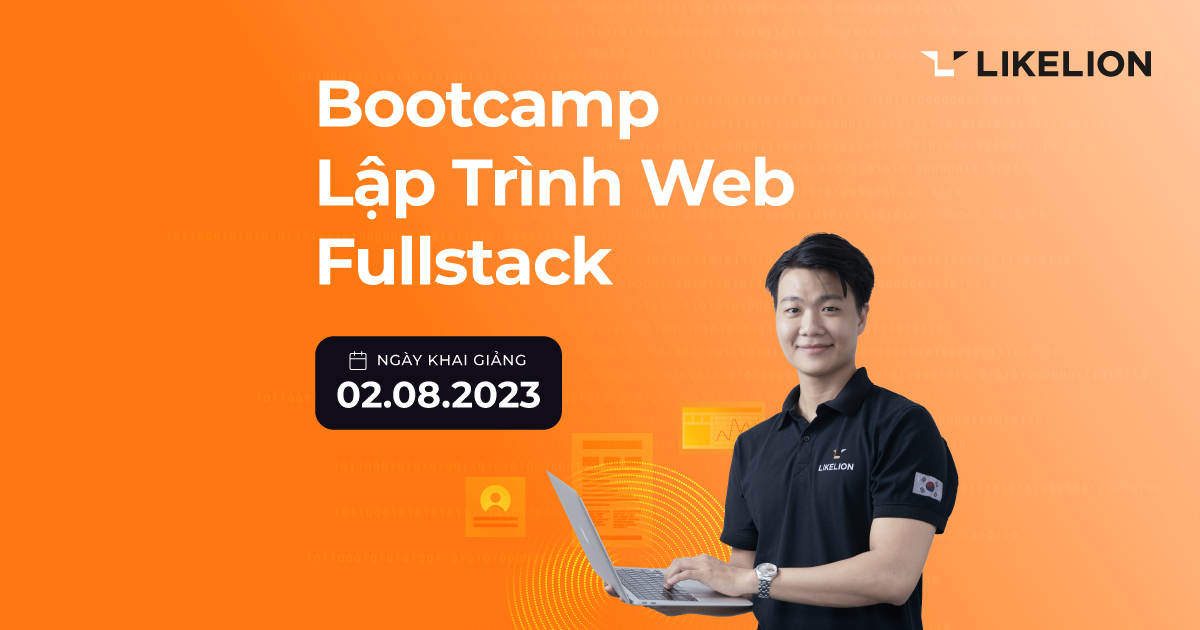 LIKELION
Bootcamp
Lập Trình Web
Fullstack
NGÀY KHAI GIẢNG
02.08.2023
LIKELION